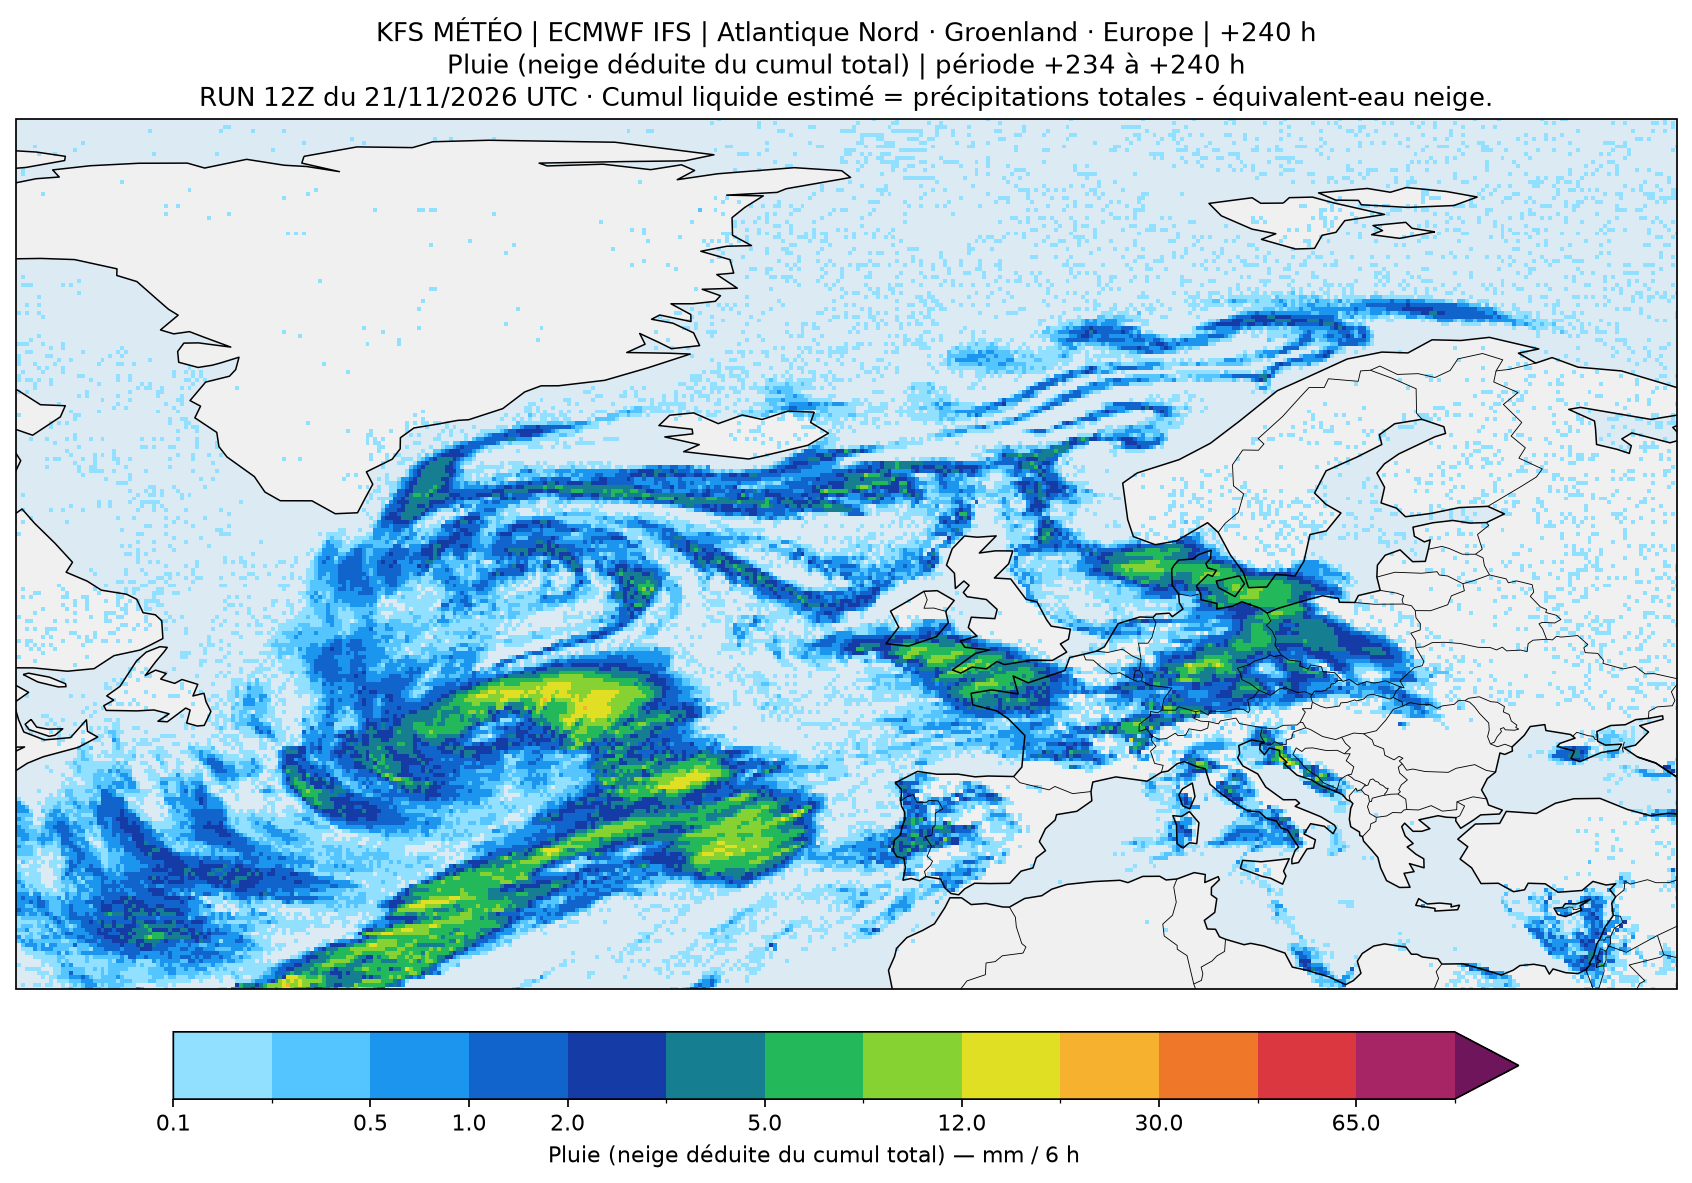 KFS MÉTÉO | ECMWF IFS | Atlantique Nord · Groenland · Europe | +240 h
Pluie (neige déduite du cumul total) | période +234 à +240 h
RUN 12Z du 21/11/2026 UTC · Cumul liquide estimé = précipitations totales - équivalent-eau neige.
0.1 0.5 1.0 2.0 5.0 12.0 30.0 65.0
Pluie (neige déduite du cumul total) — mm / 6 h